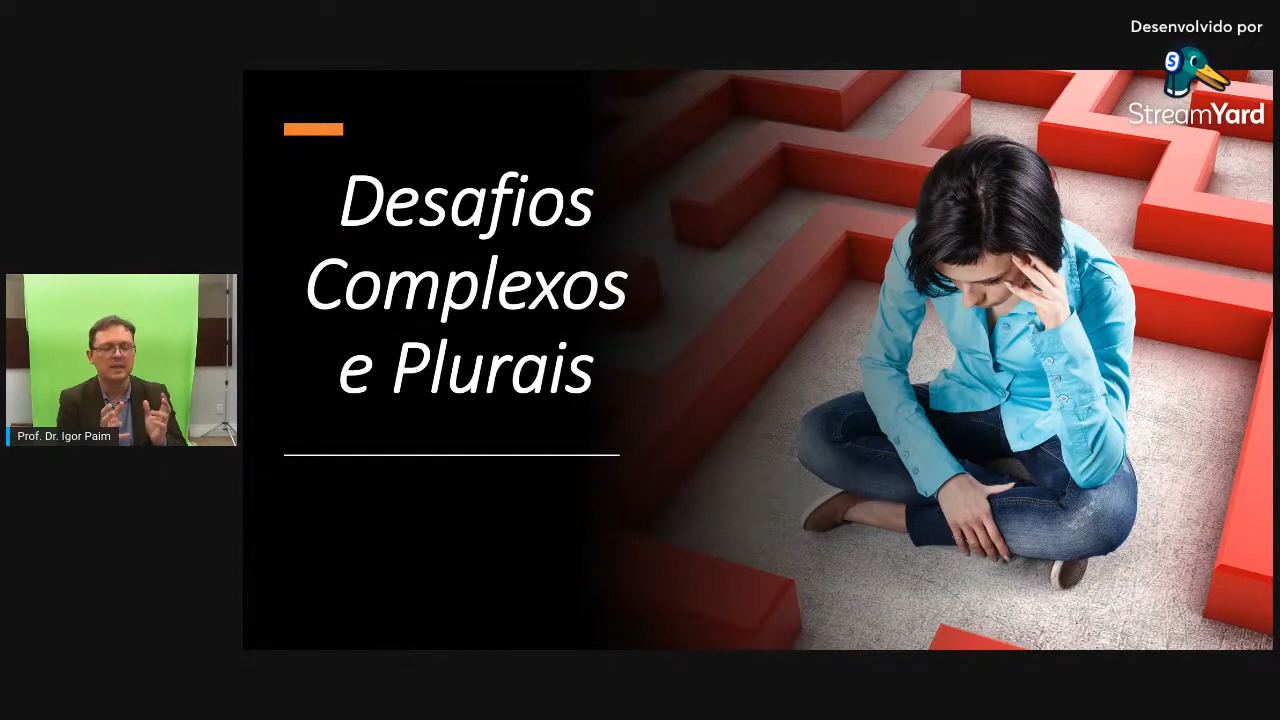 Desenvolvido por
S
StreamYard
Desafios
Complexos
e Plurais
Prof. Dr. Igor Paim